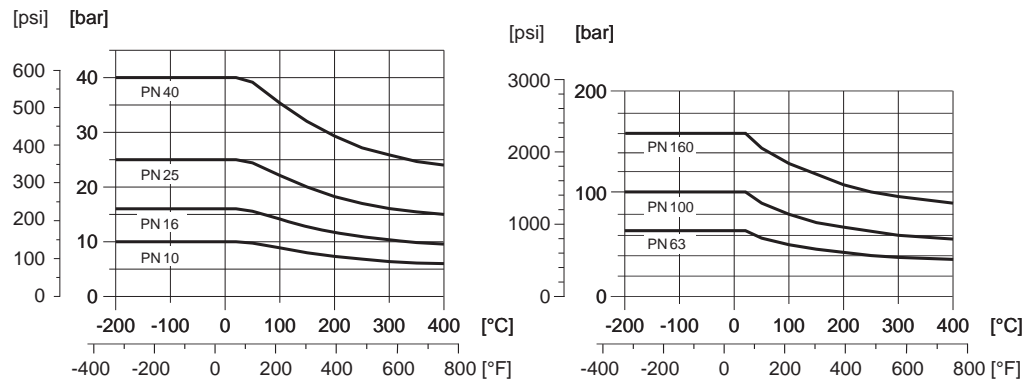 [psi] [bar]
600
500
400
300
200
100
0
40
30
20
10
0
PN 40
PN 25
PN 16
PN 10
-200 -100 0 100 200 300 400 [°C]
-400 -200 0 200 400 600 800 [°F]
[psi] [bar]
3000
2000
1000
0
200
100
0
PN 160
PN 100
PN 63
-200 -100 0 100 200 300 400 [°C]
-400 -200 0 200 400 600 800 [°F]